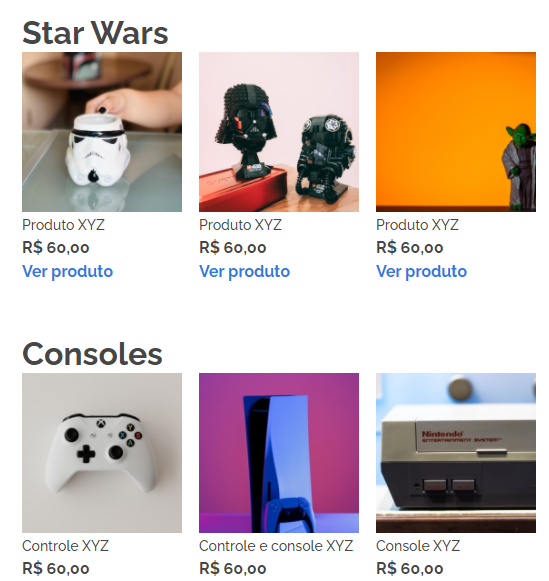 Star Wars
Produto XYZ
Produto XYZ
Produto XYZ
R$ 60,00
R$ 60,00
R$ 60,00
Ver produto
Ver produto
Ver produto
Consoles
Nintendo
ENTERTAINMENT SYSTEM
Controle XYZ
Controle e console XYZ
Console XYZ
R$ 60,00
R$ 60,00
R$ 60,00